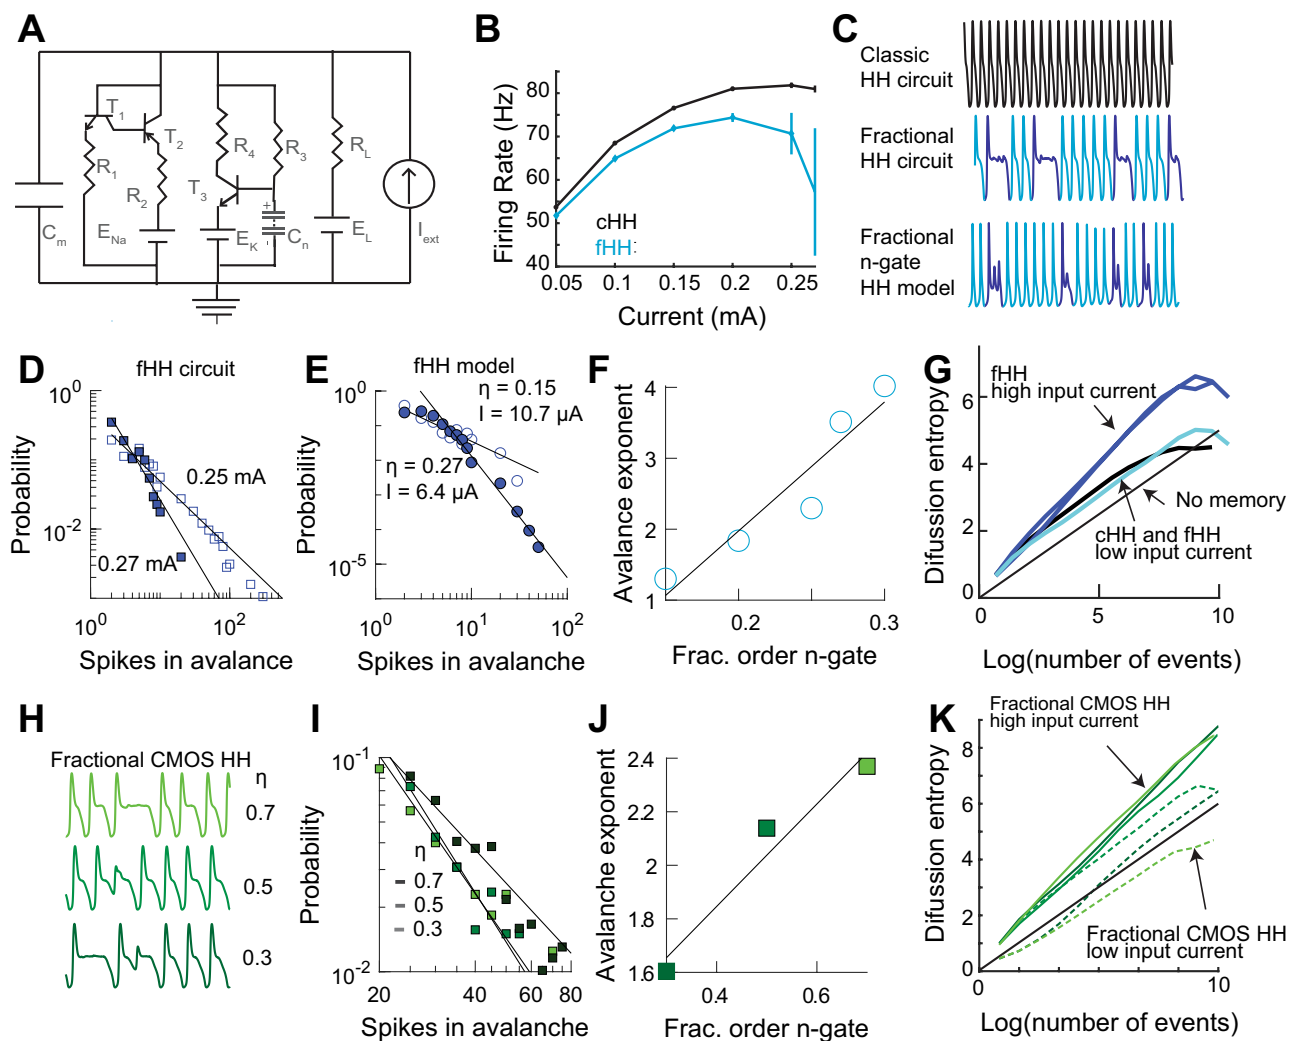 A
T1
T2
R1
R2
ENa
Cm
R4
T3
EK
R3
+
Cn
RL
EL
Iext
B
Firing Rate (Hz)
80
70
60
50
40
cHH
fHH:
0.05
0.1
0.15
0.2
0.25
Current (mA)
C
Classic
HH circuit
Fractional
HH circuit
Fractional
n-gate
HH model
D
fHH circuit
Probability
10^0
10^-2
0.25 mA
0.27 mA
10^0
10^2
Spikes in avalance
E
fHH model
Probability
10^0
10^-5
η = 0.15
I = 10.7 µA
η = 0.27
I = 6.4 µA
10^0
10^1
10^2
Spikes in avalanche
F
Avalance exponent
4
3
2
1
0.2
0.3
Frac. order n-gate
G
Difussion entropy
6
4
2
0
fHH
high input current
No memory
cHH and fHH
low input current
0
5
10
Log(number of events)
H
Fractional CMOS HH
η
0.7
0.5
0.3
I
Probability
10^-1
10^-2
η
0.7
0.5
0.3
20
40
60
80
Spikes in avalanche
J
Avalanche exponent
2.4
2.2
2
1.8
1.6
0.4
0.6
Frac. order n-gate
K
Difussion entropy
8
6
4
2
0
Fractional CMOS HH
high input current
Fractional CMOS HH
low input current
0
10
Log(number of events)